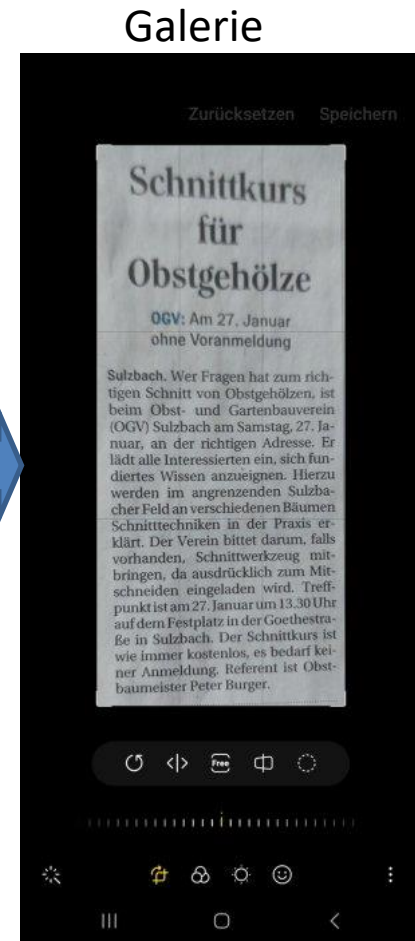 Galerie
Zurücksetzen Speichern
Schnittkurs
für
Obstgehölze
OGV: Am 27. Januar
ohne Voranmeldung
Sulzbach. Wer Fragen hat zum rich-
tigen Schnitt von Obstgehölzen, ist
beim Obst- und Gartenbauverein
(OGV) Sulzbach am Samstag, 27. Ja-
nuar, an der richtigen Adresse. Er
lädt alle Interessierten ein, sich fun-
diertes Wissen anzueignen. Hierzu
werden im angrenzenden Sulzba-
cher Feld an verschiedenen Bäumen
Schnitttechniken in der Praxis er-
klärt. Der Verein bittet darum, falls
vorhanden, Schnittwerkzeug mit-
bringen, da ausdrücklich zum Mit-
schneiden eingeladen wird. Treff-
punkt ist am 27. Januar um 13.30 Uhr
auf dem Festplatz in der Goethestra-
ße in Sulzbach. Der Schnittkurs ist
wie immer kostenlos, es bedarf kei-
ner Anmeldung. Referent ist Obst-
baumeister Peter Burger.
Free